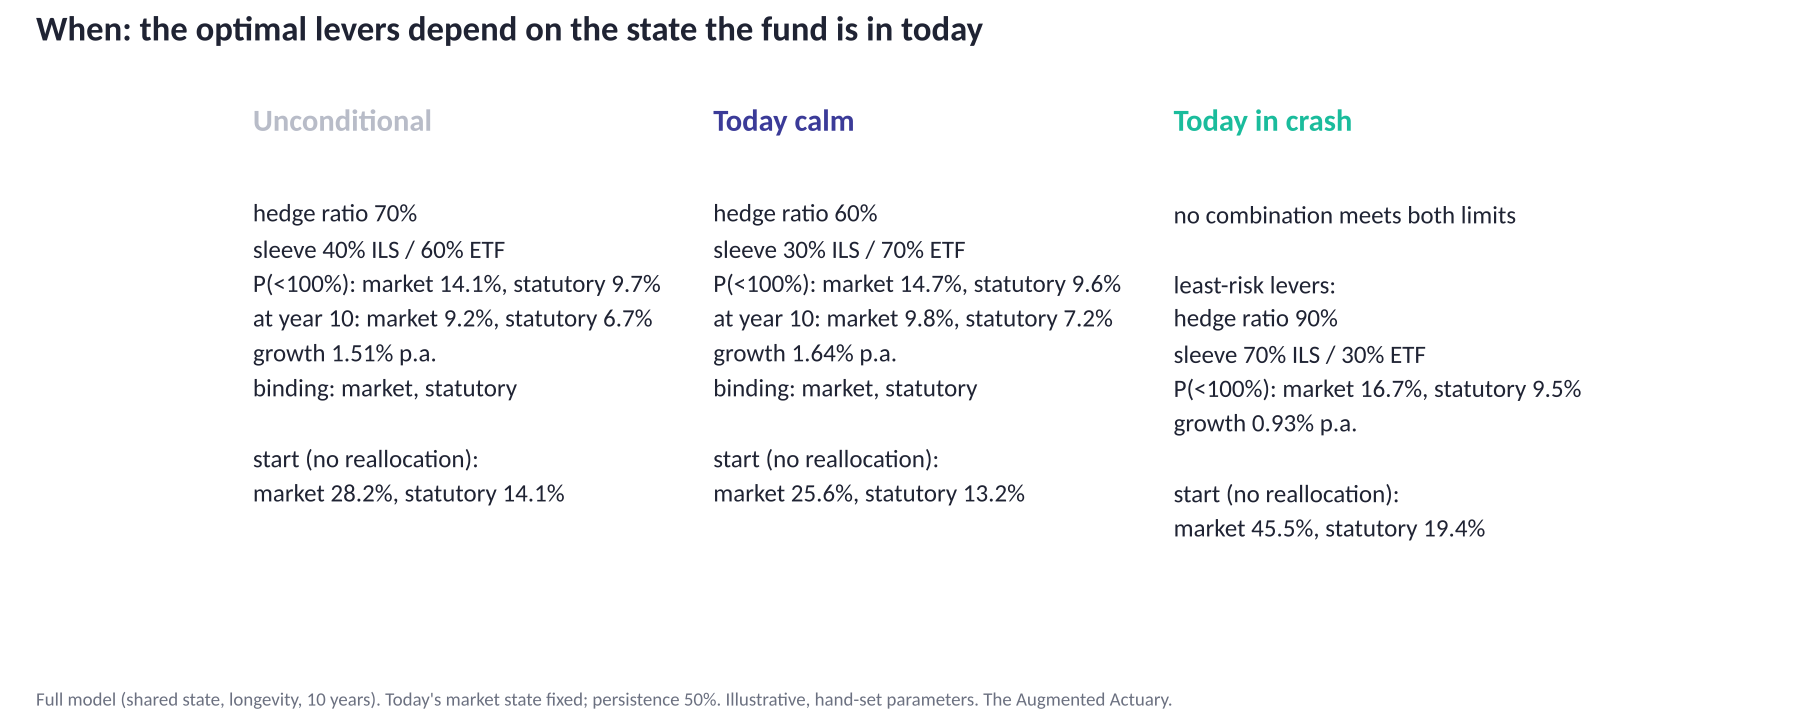 When: the optimal levers depend on the state the fund is in today
Unconditional
hedge ratio 70%
sleeve 40% ILS / 60% ETF
P(<100%): market 14.1%, statutory 9.7%
at year 10: market 9.2%, statutory 6.7%
growth 1.51% p.a.
binding: market, statutory
start (no reallocation):
market 28.2%, statutory 14.1%
Today calm
hedge ratio 60%
sleeve 30% ILS / 70% ETF
P(<100%): market 14.7%, statutory 9.6%
at year 10: market 9.8%, statutory 7.2%
growth 1.64% p.a.
binding: market, statutory
start (no reallocation):
market 25.6%, statutory 13.2%
Today in crash
no combination meets both limits
least-risk levers:
hedge ratio 90%
sleeve 70% ILS / 30% ETF
P(<100%): market 16.7%, statutory 9.5%
growth 0.93% p.a.
start (no reallocation):
market 45.5%, statutory 19.4%
Full model (shared state, longevity, 10 years). Today's market state fixed; persistence 50%. Illustrative, hand-set parameters. The Augmented Actuary.